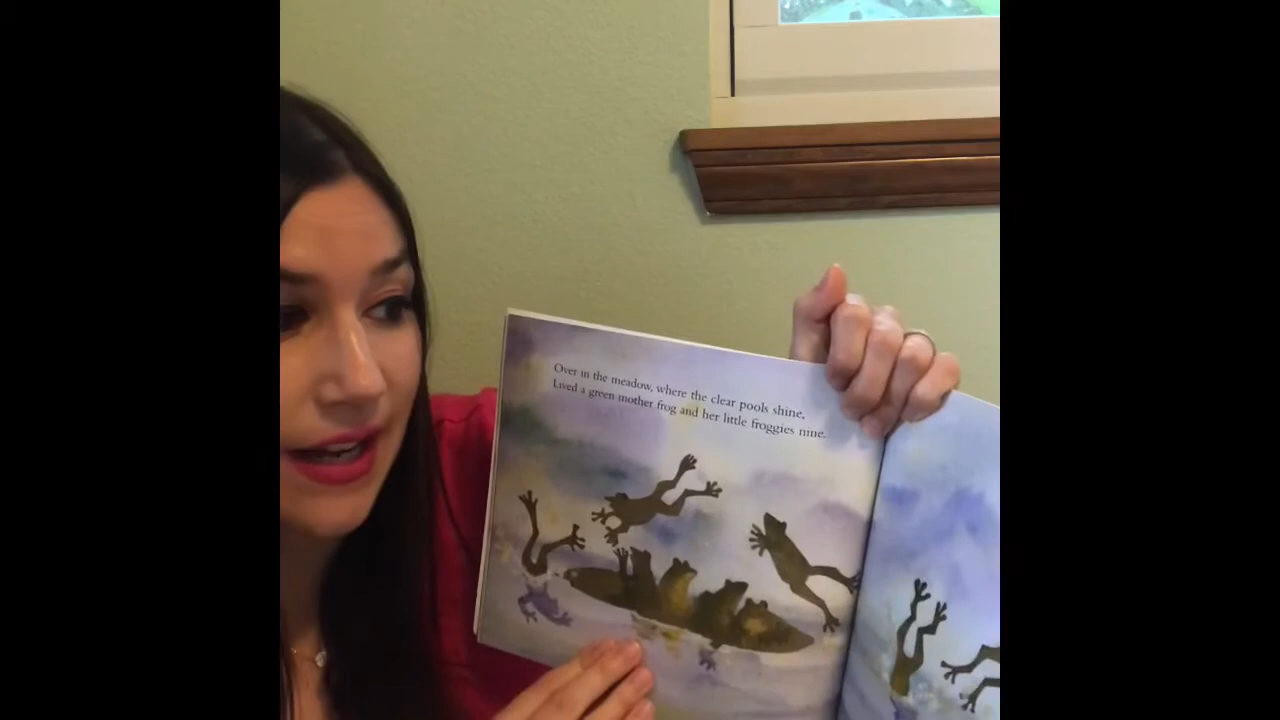 Over in the meadow, where the clear pools shine,
Lived a green mother frog and her little froggies nine.